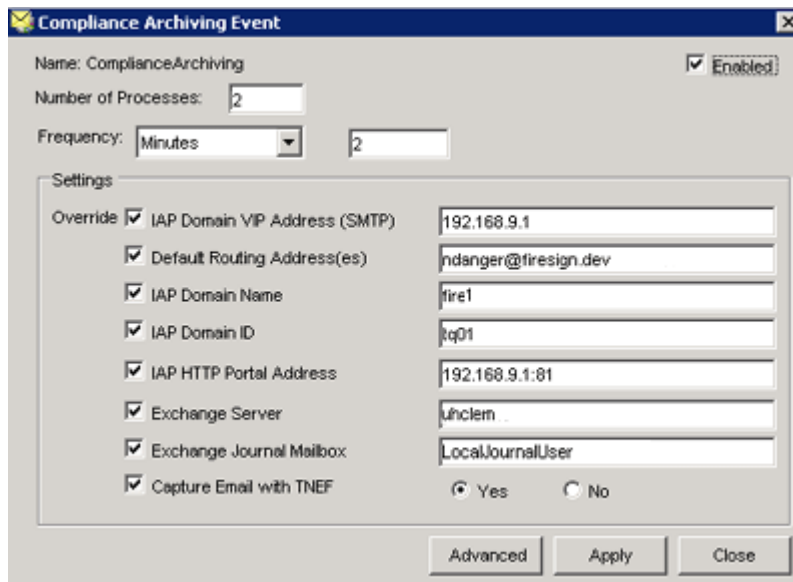 Compliance Archiving Event
Name: ComplianceArchiving
Enabled
Number of Processes: 2
Frequency: Minutes 2
Settings
Override IAP Domain VIP Address (SMTP) 192.168.9.1
Default Routing Address(es) ndanger@firesign.dev
IAP Domain Name fire1
IAP Domain ID tq01
IAP HTTP Portal Address 192.168.9.1:81
Exchange Server uhclem
Exchange Journal Mailbox LocalJournalUser
Capture Email with TNEF Yes No
Advanced Apply Close